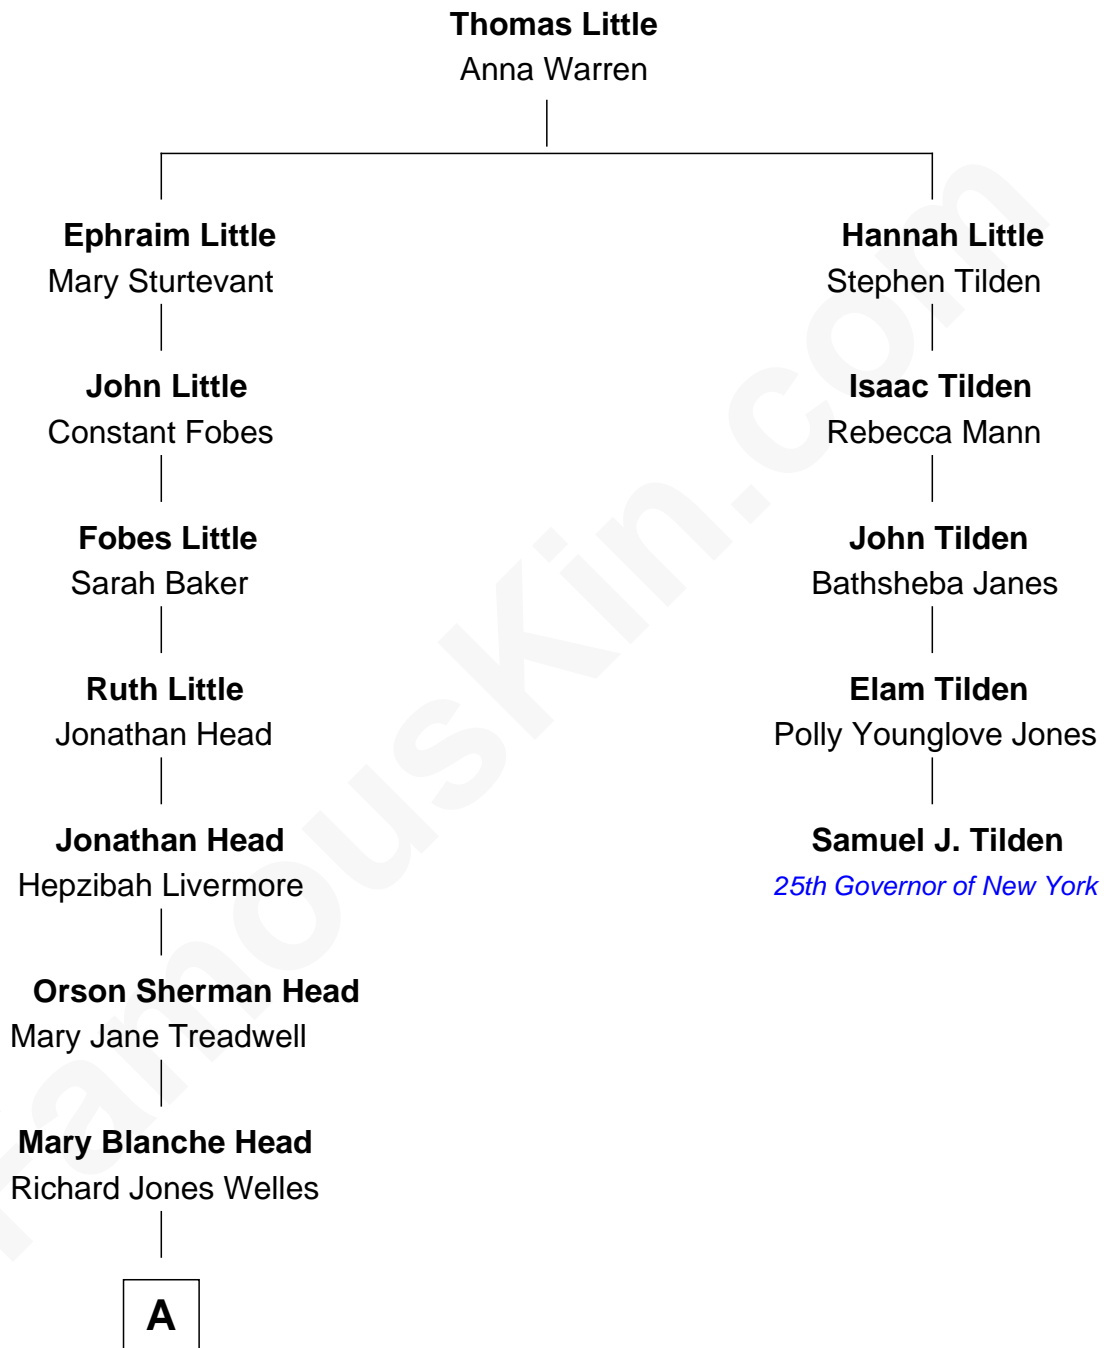 Thomas Little
Anna Warren
Ephraim Little
Mary Sturtevant
John Little
Constant Fobes
Fobes Little
Sarah Baker
Ruth Little
Jonathan Head
Jonathan Head
Hepzibah Livermore
Orson Sherman Head
Mary Jane Treadwell
Mary Blanche Head
Richard Jones Welles
A
Hannah Little
Stephen Tilden
Isaac Tilden
Rebecca Mann
John Tilden
Bathsheba Janes
Elam Tilden
Polly Younglove Jones
Samuel J. Tilden
25th Governor of New York
FamousKin.com